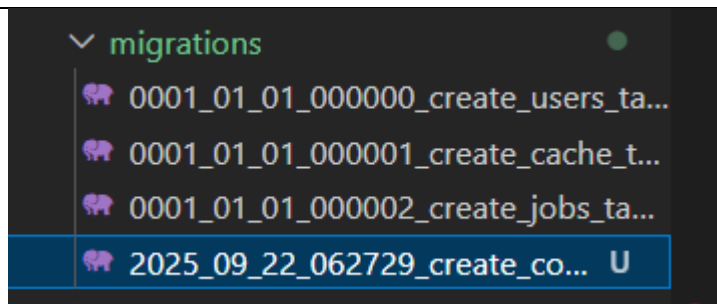 migrations
0001_01_01_000000_create_users_ta...
0001_01_01_000001_create_cache_t...
0001_01_01_000002_create_jobs_ta...
2025_09_22_062729_create_co... U